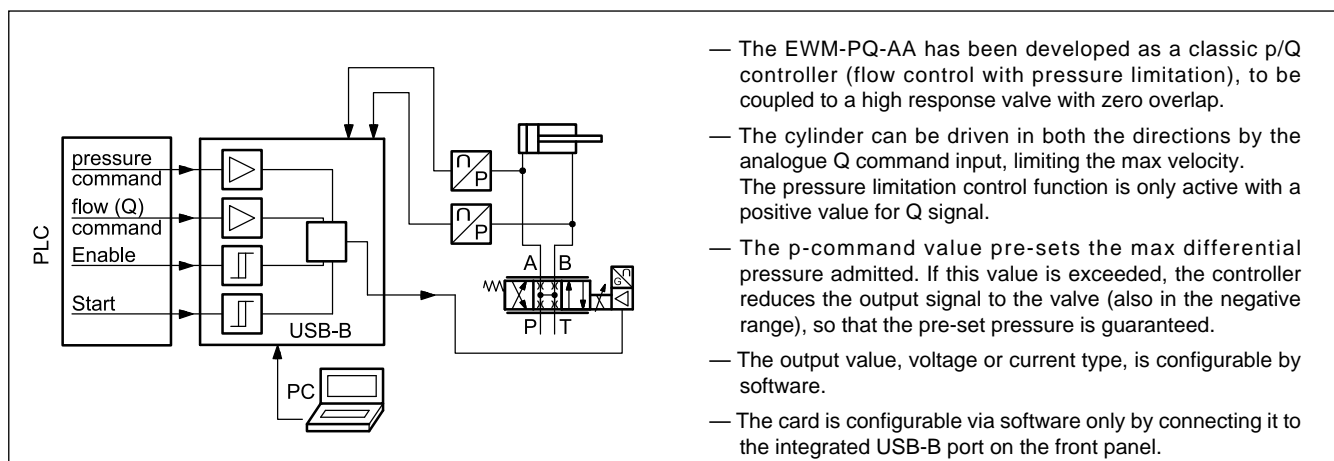 pressure
command
flow (Q)
command
Enable
Start
PLC
USB-B
PC
P
P
A B
P T
G
— The EWM-PQ-AA has been developed as a classic p/Q
controller (flow control with pressure limitation), to be
coupled to a high response valve with zero overlap.
— The cylinder can be driven in both the directions by the
analogue Q command input, limiting the max velocity.
The pressure limitation control function is only active with a
positive value for Q signal.
— The p-command value pre-sets the max differential
pressure admitted. If this value is exceeded, the controller
reduces the output signal to the valve (also in the negative
range), so that the pre-set pressure is guaranteed.
— The output value, voltage or current type, is configurable by
software.
— The card is configurable via software only by connecting it to
the integrated USB-B port on the front panel.